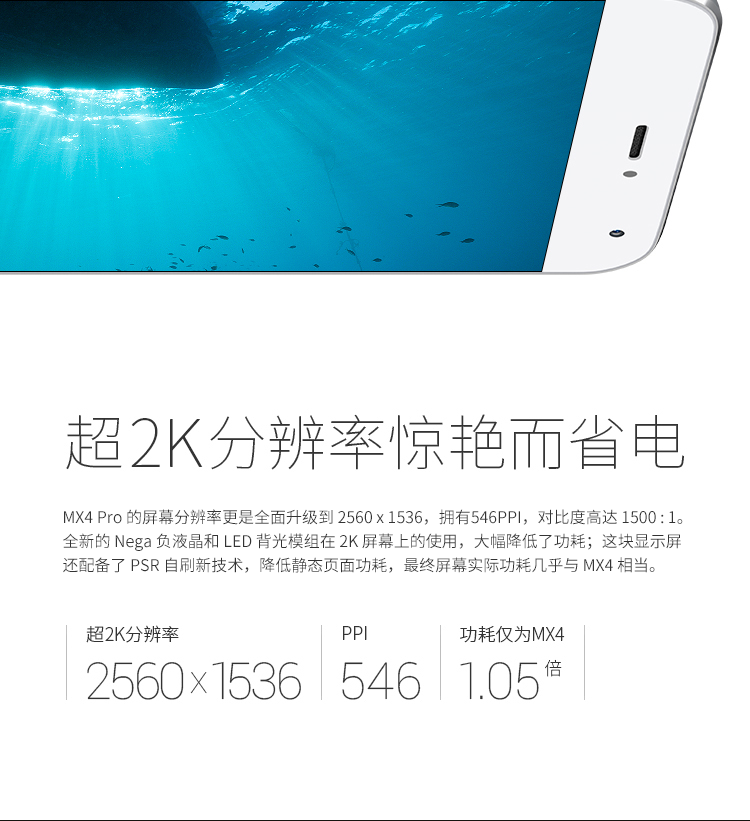 超2K分辨率惊艳而省电
MX4 Pro 的屏幕分辨率更是全面升级到 2560 x 1536，拥有546PPI，对比度高达 1500 : 1。
全新的 Nega 负液晶和 LED 背光模组在 2K 屏幕上的使用，大幅降低了功耗；这块显示屏
还配备了 PSR 自刷新技术，降低静态页面功耗，最终屏幕实际功耗几乎与 MX4 相当。
超2K分辨率 PPI 功耗仅为MX4
2560x1536 546 1.05倍